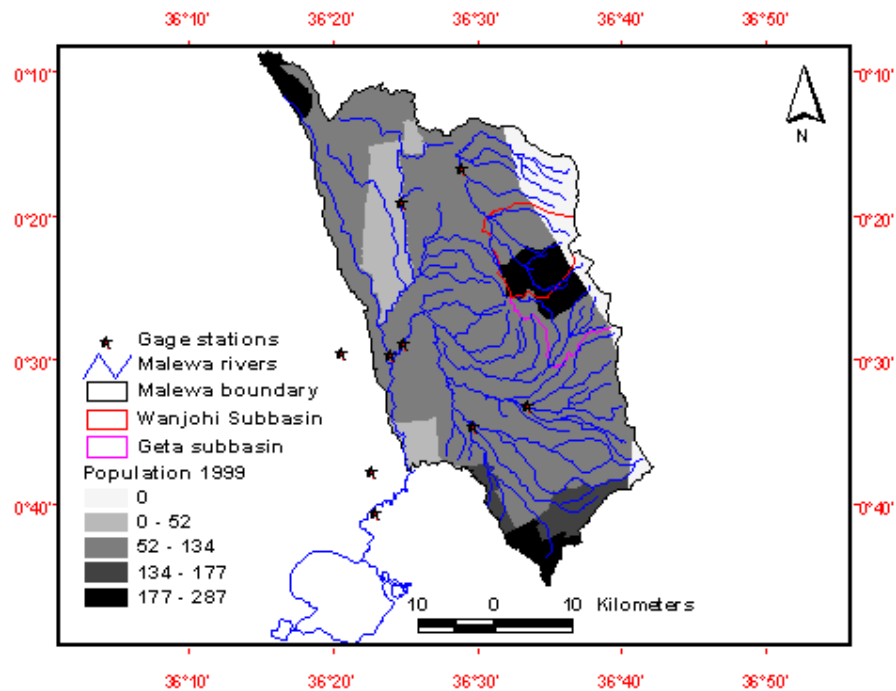 36°10' 36°20' 36°30' 36°40' 36°50'
0°10' 0°10'
N
0°20' 0°20'
Gage stations
0°30' 0°30'
Malewa rivers
Malewa boundary
Wanjohi Subbasin
Geta subbasin
Population 1999
0
0°40' 0°40'
0 - 52
52 - 134
134 - 177
177 - 287
10 0 10 Kilometers
36°10' 36°20' 36°30' 36°40' 36°50'